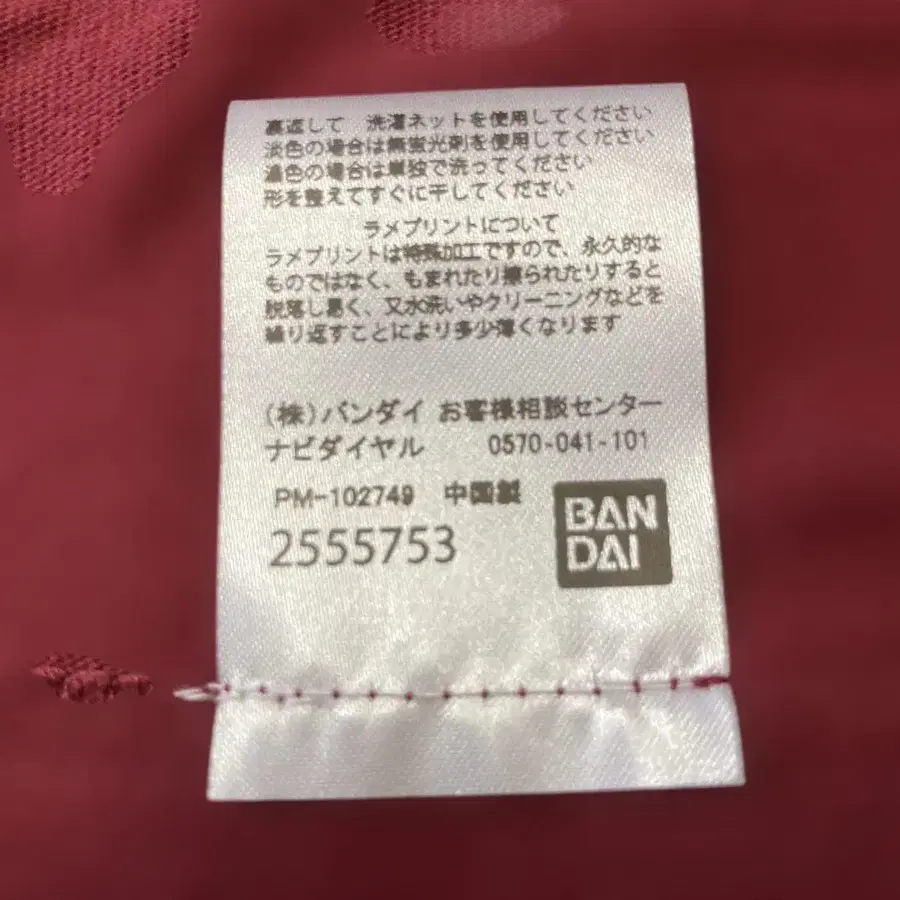 裏返して 洗濯ネットを使用してください
淡色の場合は無蛍光剤を使用してください
濃色の場合は単独で洗ってください
形を整えてすぐに干してください
ラメプリントについて
ラメプリントは特殊加工ですので、永久的な
ものではなく、もまれたり擦られたりすると
脱落し易く、又水洗いやクリーニングなどを
繰り返すことにより多少薄くなります
(株)バンダイ お客様相談センター
ナビダイヤル 0570-041-101
PM-102749 中国製
2555753
BAN
DAI